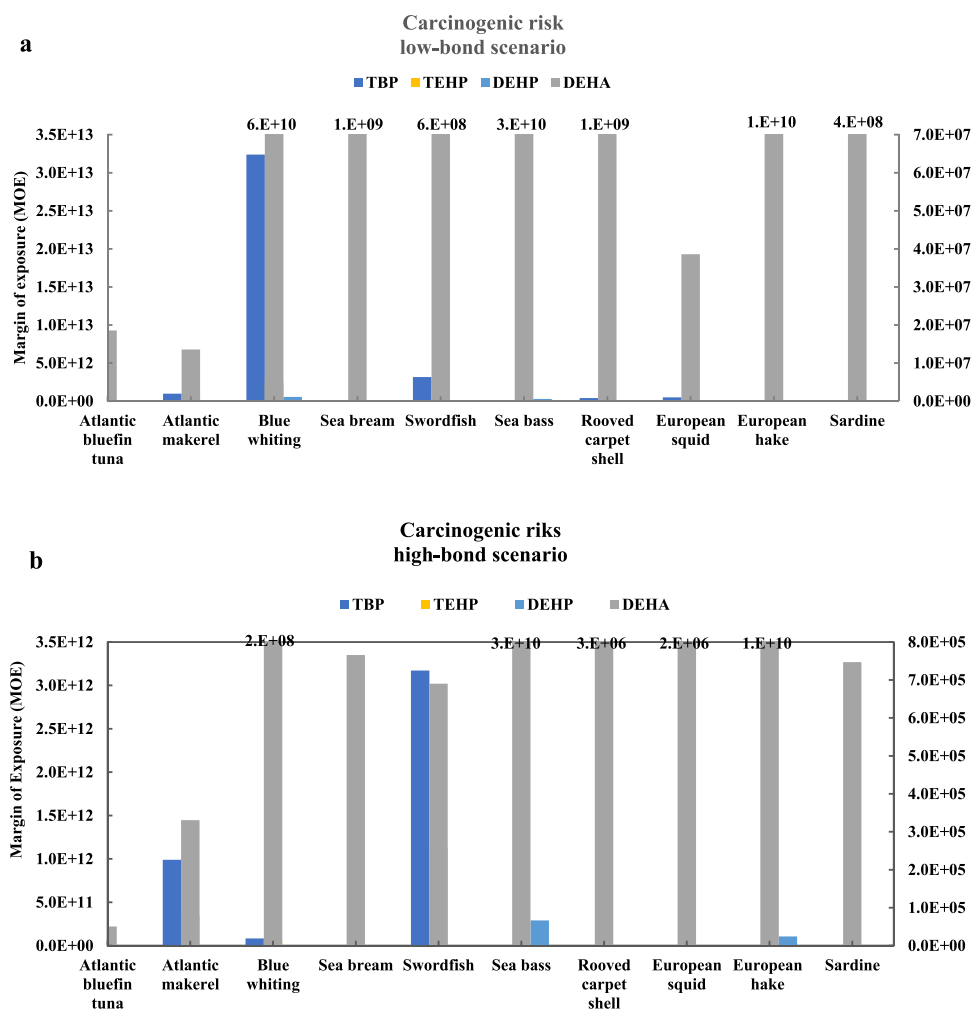 Carcinogenic risk
a
low-bond scenario
TBP TEHP DEHP DEHA
6.E+10 1.E+09 6.E+08 3.E+10 1.E+09 1.E+10 4.E+08
3.5E+13 7.0E+07
3.0E+13 6.0E+07
2.5E+13 5.0E+07
2.0E+13 4.0E+07
1.5E+13 3.0E+07
1.0E+13 2.0E+07
5.0E+12 1.0E+07
0.0E+00 0.0E+00
Margin of exposure (MOE)
Atlantic Atlantic Blue Sea bream Swordfish Sea bass Rooved European European Sardine
bluefin makerel whiting carpet squid hake
tuna shell
Carcinogenic riks
b
high-bond scenario
TBP TEHP DEHP DEHA
2.E+08 3.E+10 3.E+06 2.E+06 1.E+10
3.5E+12 8.0E+05
3.0E+12 7.0E+05
2.5E+12 6.0E+05
2.0E+12 5.0E+05
1.5E+12 4.0E+05
1.0E+12 3.0E+05
5.0E+11 2.0E+05
0.0E+00 1.0E+05
0.0E+00
Margin of Exposure (MOE)
Atlantic Atlantic Blue Sea bream Swordfish Sea bass Rooved European European Sardine
bluefin makerel whiting carpet squid hake
tuna shell